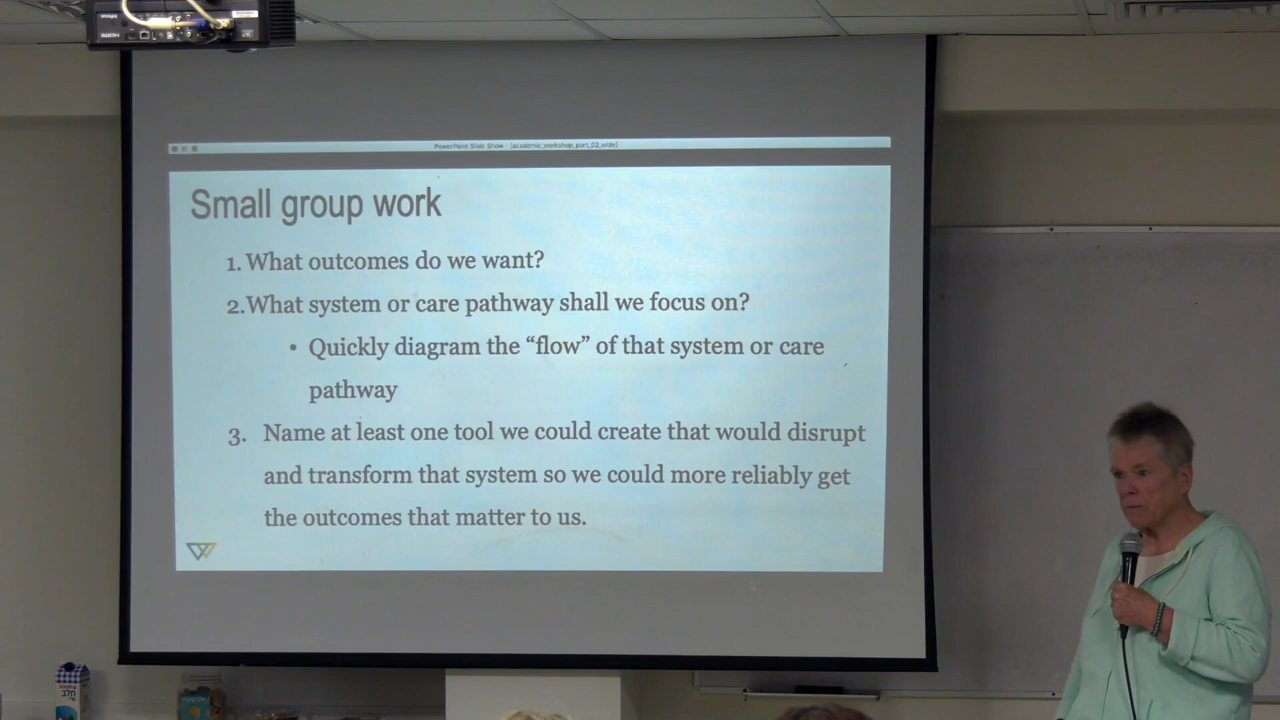 PowerPoint Slide Show - [academic_workshop_part_02_wide]
Small group work
1. What outcomes do we want?
2.What system or care pathway shall we focus on?
• Quickly diagram the “flow” of that system or care
pathway
3. Name at least one tool we could create that would disrupt
and transform that system so we could more reliably get
the outcomes that matter to us.
חלב